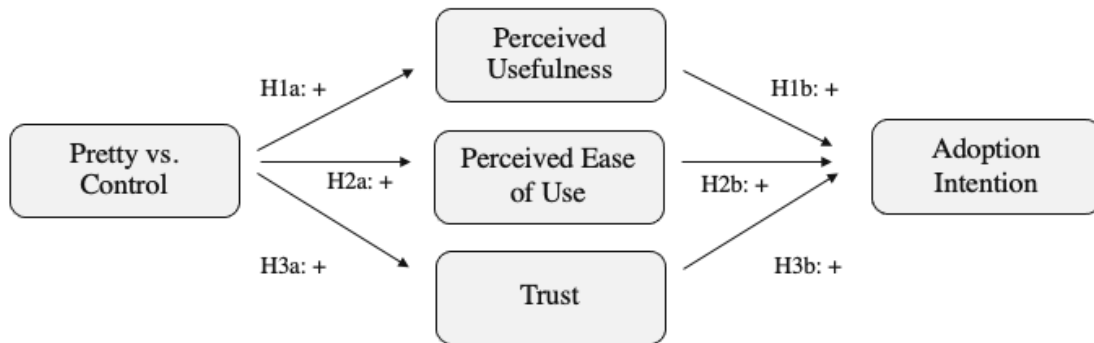 Perceived
Usefulness
H1a: +
H1b: +
Pretty vs.
Control
H2a: +
Perceived Ease
of Use
H2b: +
Adoption
Intention
H3a: +
Trust
H3b: +